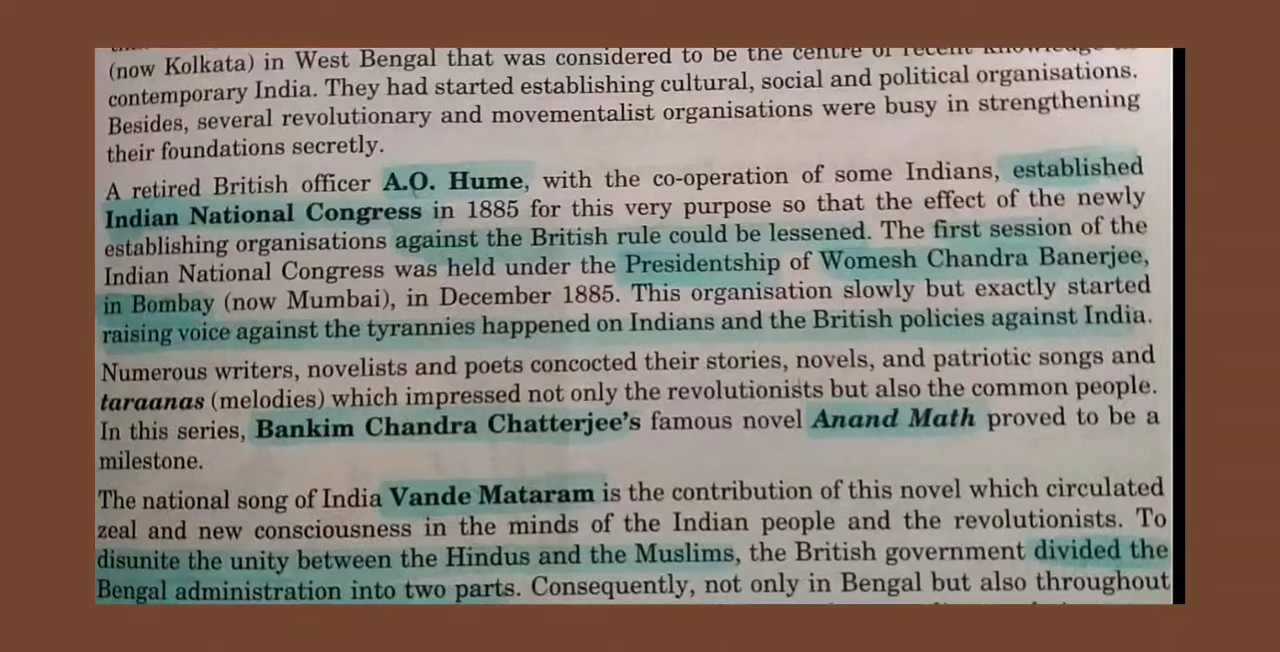 (now Kolkata) in West Bengal that was considered to be the centre of recent knowledge
contemporary India. They had started establishing cultural, social and political organisations.
Besides, several revolutionary and movementalist organisations were busy in strengthening
their foundations secretly.
A retired British officer A.O. Hume, with the co-operation of some Indians, established
Indian National Congress in 1885 for this very purpose so that the effect of the newly
establishing organisations against the British rule could be lessened. The first session of the
Indian National Congress was held under the Presidentship of Womesh Chandra Banerjee,
in Bombay (now Mumbai), in December 1885. This organisation slowly but exactly started
raising voice against the tyrannies happened on Indians and the British policies against India.
Numerous writers, novelists and poets concocted their stories, novels, and patriotic songs and
taraanas (melodies) which impressed not only the revolutionists but also the common people.
In this series, Bankim Chandra Chatterjee's famous novel Anand Math proved to be a
milestone.
The national song of India Vande Mataram is the contribution of this novel which circulated
zeal and new consciousness in the minds of the Indian people and the revolutionists. To
disunite the unity between the Hindus and the Muslims, the British government divided the
Bengal administration into two parts. Consequently, not only in Bengal but also throughout